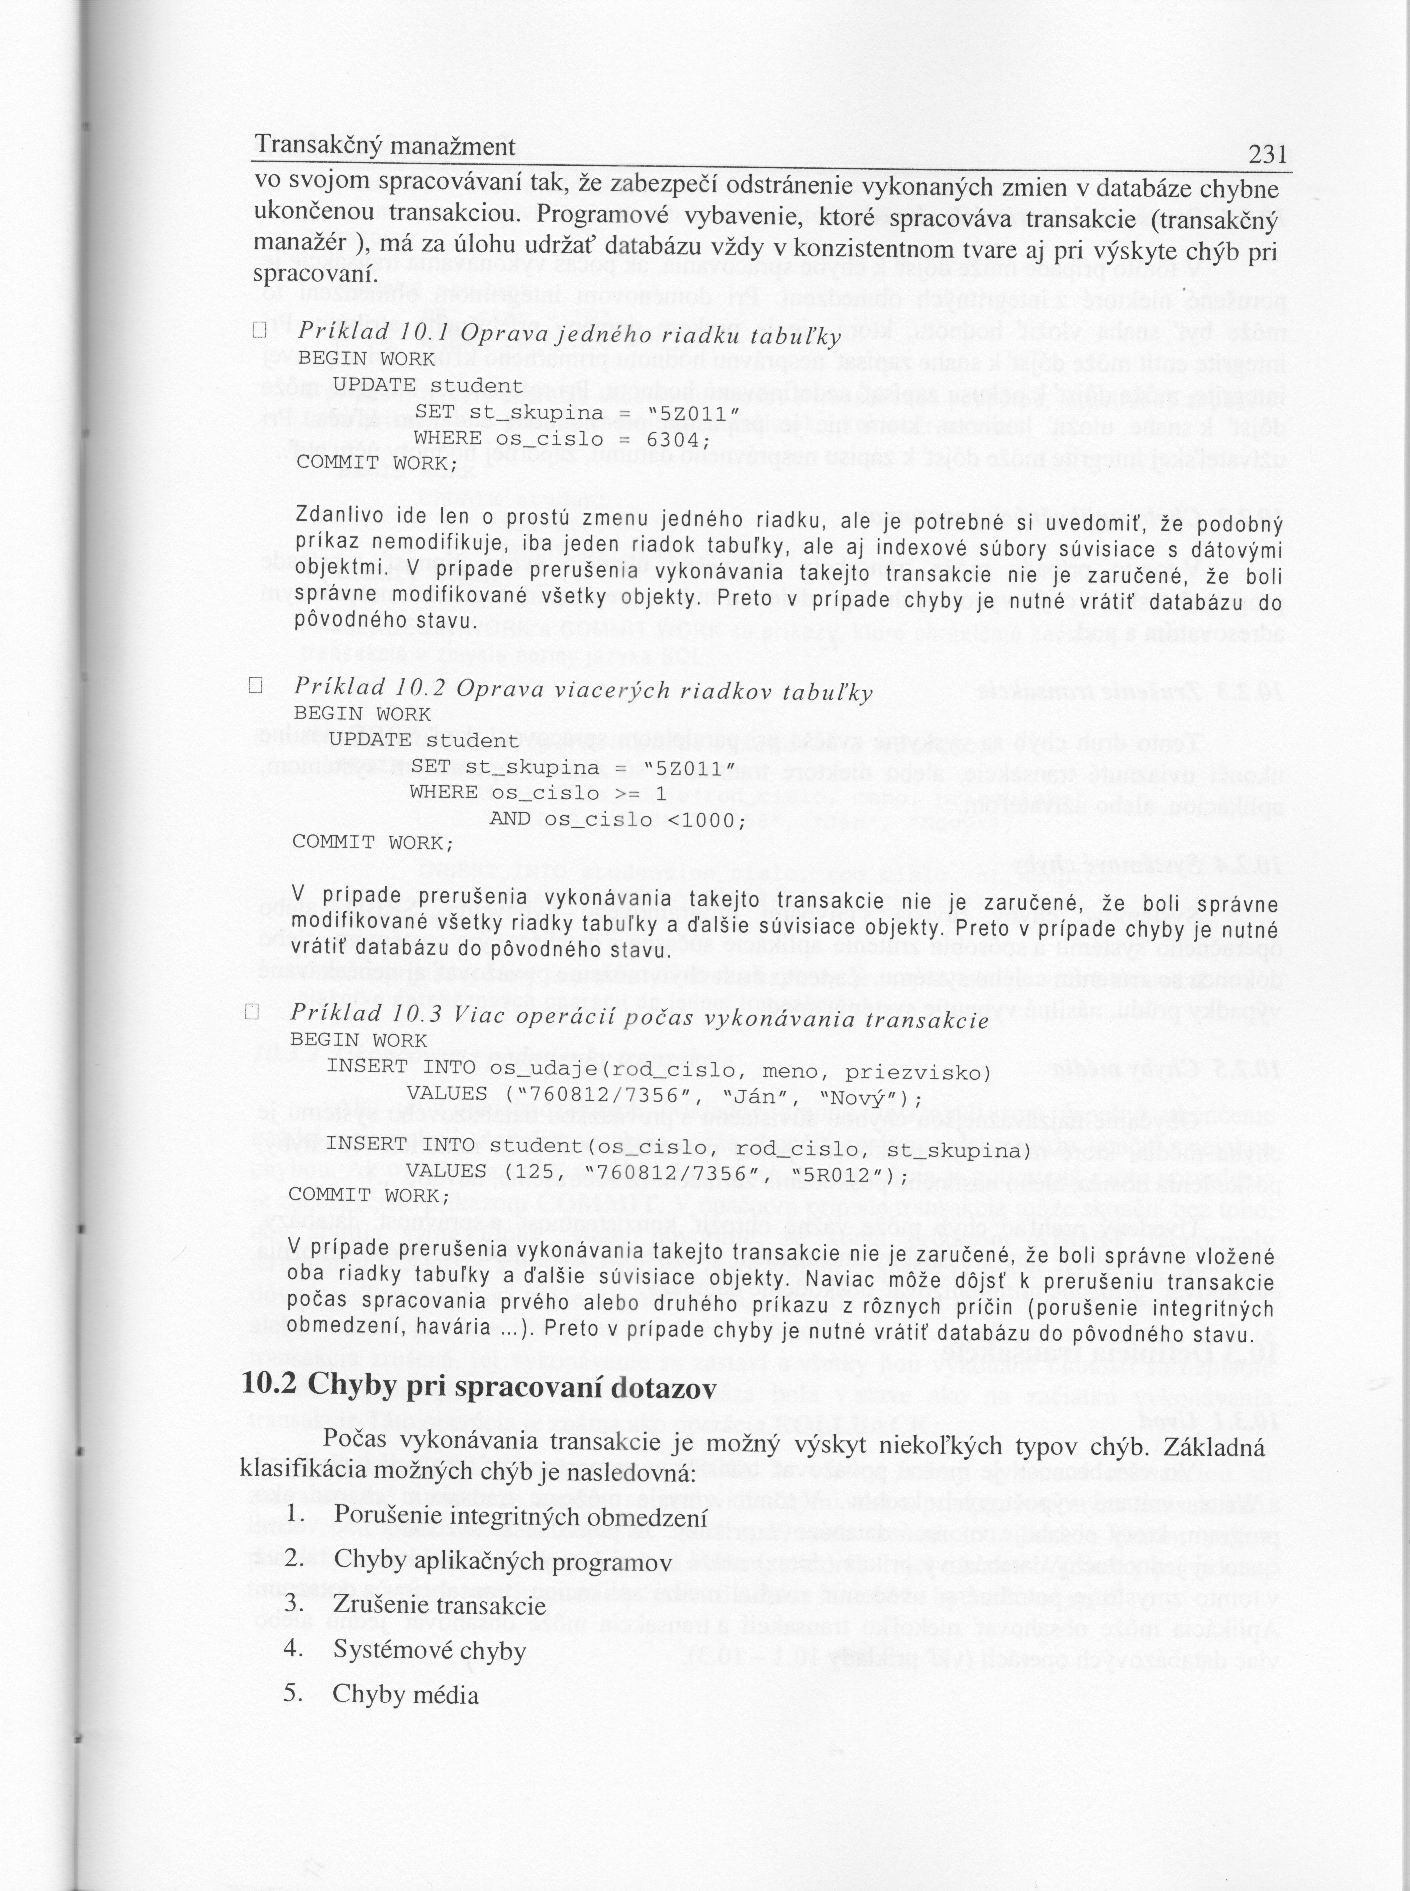 Transakčný manažment 231
vo svojom spracovávaní tak, že zabezpečí odstránenie vykonaných zmien v databáze chybne
ukončenou transakciou. Programové vybavenie, ktoré spracováva transakcie (transakčný
manažér ), má za úlohu udržať databázu vždy v konzistentnom tvare aj pri výskyte chýb pri
spracovaní.
Príklad 10.1 Oprava jedného riadku tabuľky
BEGIN WORK
UPDATE student
SET st_skupina = "5Z011"
WHERE os_cislo = 6304;
COMMIT WORK;
Zdanlivo ide len o prostú zmenu jedného riadku, ale je potrebné si uvedomiť, že podobný
príkaz nemodifikuje, iba jeden riadok tabuľky, ale aj indexové súbory súvisiace s dátovými
objektmi. V prípade prerušenia vykonávania takejto transakcie nie je zaručené, že boli
správne modifikované všetky objekty. Preto v prípade chyby je nutné vrátiť databázu do
pôvodného stavu.
Príklad 10.2 Oprava viacerých riadkov tabuľky
BEGIN WORK
UPDATE student
SET st_skupina = "5Z011"
WHERE os_cislo >= 1
AND os_cislo <1000;
COMMIT WORK;
V prípade prerušenia vykonávania takejto transakcie nie je zaručené, že boli správne
modifikované všetky riadky tabuľky a ďalšie súvisiace objekty. Preto v prípade chyby je nutné
vrátiť databázu do pôvodného stavu.
Príklad 10.3 Viac operácií počas vykonávania transakcie
BEGIN WORK
INSERT INTO os_udaje(rod_cislo, meno, priezvisko)
VALUES ("760812/7356", "Ján", "Nový");
INSERT INTO student(os_cislo, rod_cislo, st_skupina)
VALUES (125, "760812/7356", "5R012");
COMMIT WORK;
V prípade prerušenia vykonávania takejto transakcie nie je zaručené, že boli správne vložené
oba riadky tabuľky a ďalšie súvisiace objekty. Naviac môže dôjsť k prerušeniu transakcie
počas spracovania prvého alebo druhého príkazu z rôznych príčin (porušenie integritných
obmedzení, havária ...). Preto v prípade chyby je nutné vrátiť databázu do pôvodného stavu.
10.2 Chyby pri spracovaní dotazov
Počas vykonávania transakcie je možný výskyt niekoľkých typov chýb. Základná
klasifikácia možných chýb je nasledovná:
1. Porušenie integritných obmedzení
2. Chyby aplikačných programov
3. Zrušenie transakcie
4. Systémové chyby
5. Chyby média